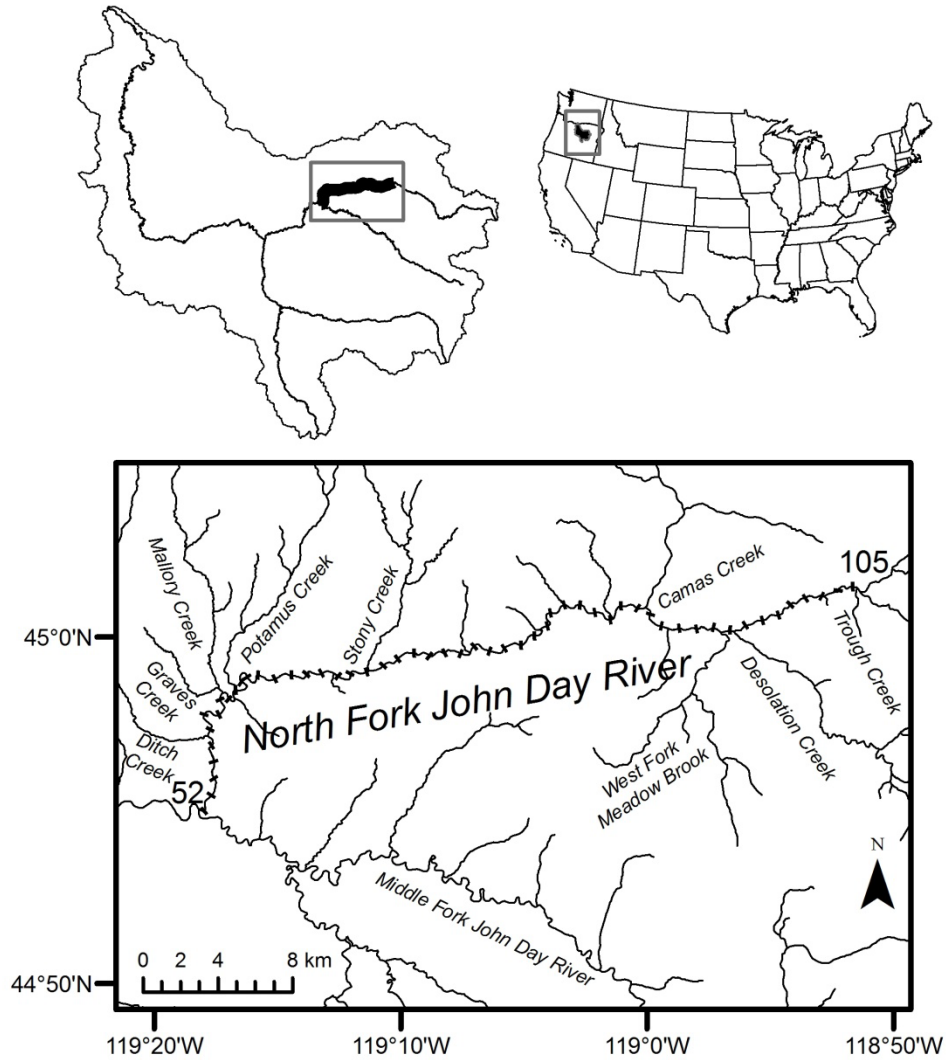 105
Camas Creek
Mallory Creek
Potamus Creek
Stony Creek
45°0'N
Trough Creek
Graves
Creek
North Fork John Day River
Desolation Creek
Ditch
Creek
West Fork
Meadow Brook
52
N
Middle Fork John Day River
0 2 4 8 km
44°50'N
119°20'W 119°10'W 119°0'W 118°50'W